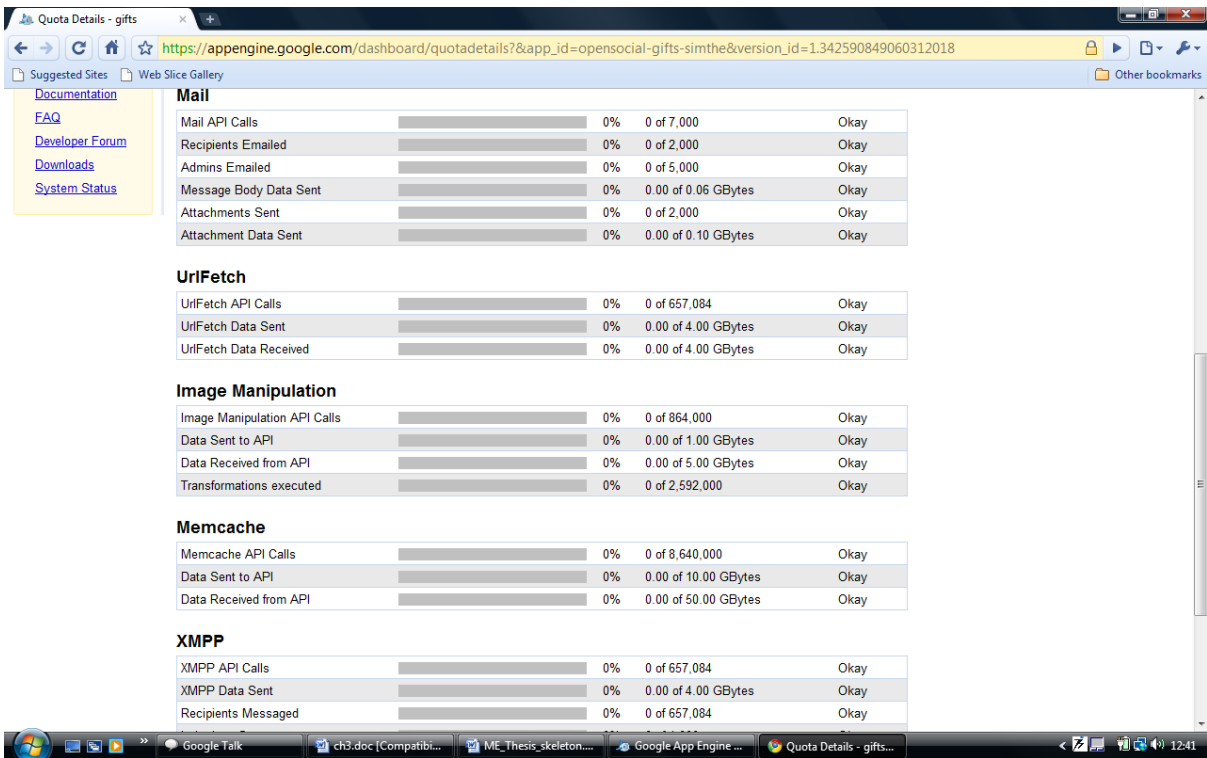 Quota Details - gifts
https://appengine.google.com/dashboard/quotadetails?&app_id=opensocial-gifts-simthe&version_id=1.342590849060312018
Suggested Sites Web Slice Gallery Other bookmarks
Documentation
FAQ
Developer Forum
Downloads
System Status
Mail
Mail API Calls 0% 0 of 7,000 Okay
Recipients Emailed 0% 0 of 2,000 Okay
Admins Emailed 0% 0 of 5,000 Okay
Message Body Data Sent 0% 0.00 of 0.06 GBytes Okay
Attachments Sent 0% 0 of 2,000 Okay
Attachment Data Sent 0% 0.00 of 0.10 GBytes Okay
UrlFetch
UrlFetch API Calls 0% 0 of 657,084 Okay
UrlFetch Data Sent 0% 0.00 of 4.00 GBytes Okay
UrlFetch Data Received 0% 0.00 of 4.00 GBytes Okay
Image Manipulation
Image Manipulation API Calls 0% 0 of 864,000 Okay
Data Sent to API 0% 0.00 of 1.00 GBytes Okay
Data Received from API 0% 0.00 of 5.00 GBytes Okay
Transformations executed 0% 0 of 2,592,000 Okay
Memcache
Memcache API Calls 0% 0 of 8,640,000 Okay
Data Sent to API 0% 0.00 of 10.00 GBytes Okay
Data Received from API 0% 0.00 of 50.00 GBytes Okay
XMPP
XMPP API Calls 0% 0 of 657,084 Okay
XMPP Data Sent 0% 0.00 of 4.00 GBytes Okay
Recipients Messaged 0% 0 of 657,084 Okay
Google Talk ch3.doc [Compatibi... ME_Thesis_skeleton.... Google App Engine ... Quota Details - gifts... 12:41